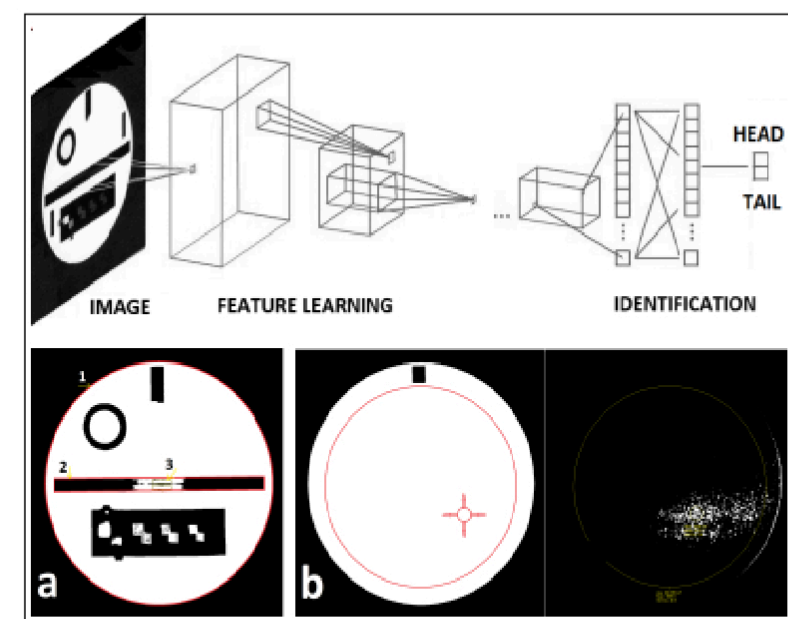 HEAD
TAIL
...
IMAGE
FEATURE LEARNING
IDENTIFICATION
1
2
3
a
b